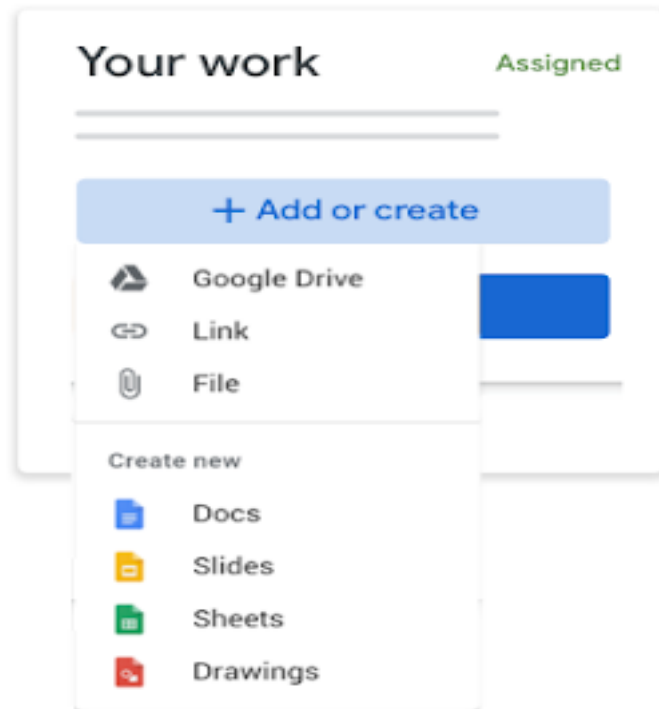 Your work
Assigned
+ Add or create
Google Drive
Link
File
Create new
Docs
Slides
Sheets
Drawings